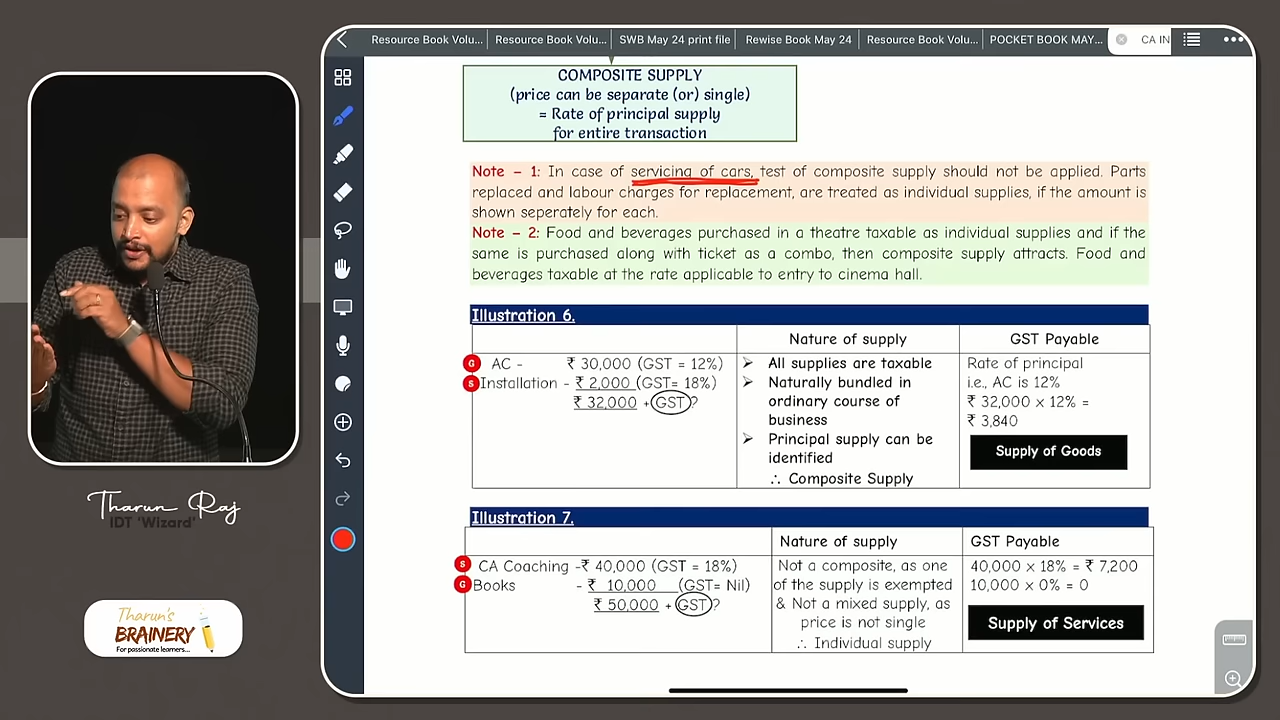 Resource Book Volu... Resource Book Volu... SWB May 24 print file Rewise Book May 24 Resource Book Volu... POCKET BOOK MAY... CA IN
COMPOSITE SUPPLY
(price can be separate (or) single)
= Rate of principal supply
for entire transaction
Note – 1: In case of servicing of cars, test of composite supply should not be applied. Parts
replaced and labour charges for replacement, are treated as individual supplies, if the amount is
shown seperately for each.
Note – 2: Food and beverages purchased in a theatre taxable as individual supplies and if the
same is purchased along with ticket as a combo, then composite supply attracts. Food and
beverages taxable at the rate applicable to entry to cinema hall.
Illustration 6.
Nature of supply GST Payable
G AC - ₹ 30,000 (GST = 12%)
S Installation - ₹ 2,000 (GST= 18%)
₹ 32,000 + GST?
➢ All supplies are taxable
➢ Naturally bundled in
ordinary course of
business
➢ Principal supply can be
identified
∴ Composite Supply
Rate of principal
i.e., AC is 12%
₹ 32,000 x 12% =
₹ 3,840
Supply of Goods
Illustration 7.
Nature of supply GST Payable
S CA Coaching -₹ 40,000 (GST = 18%)
G Books - ₹ 10,000 (GST= Nil)
₹ 50,000 + GST?
Not a composite, as one
of the supply is exempted
& Not a mixed supply, as
price is not single
∴ Individual supply
40,000 x 18% = ₹ 7,200
10,000 x 0% = 0
Supply of Services
Tharun Raj
IDT 'Wizard'
Tharun's
BRAINERY
For passionate learners...